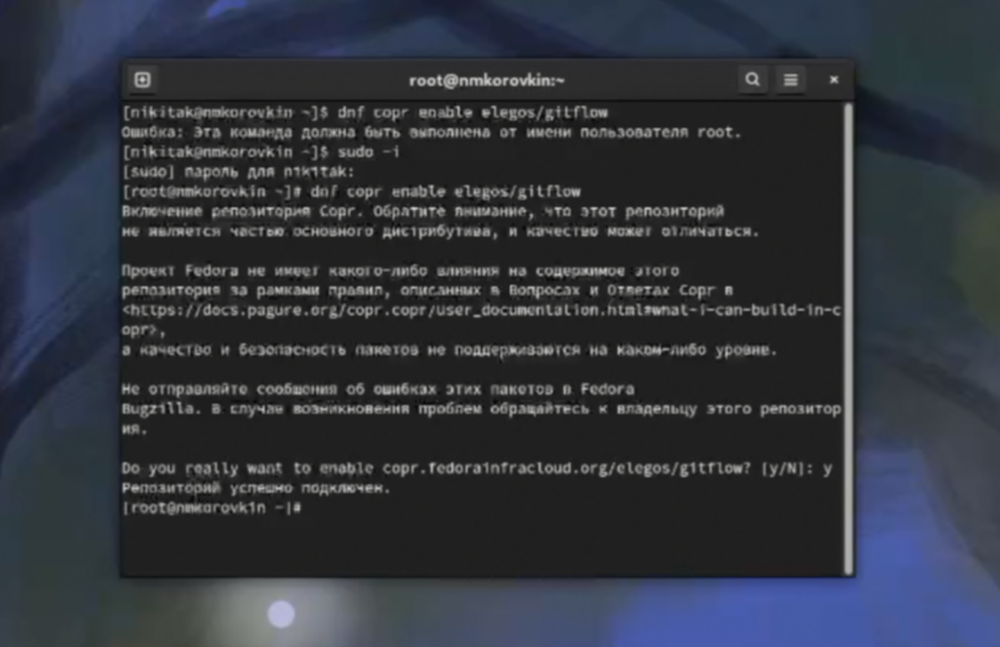 root@nmkorovkin:~
[nikitak@nmkorovkin ~]$ dnf copr enable elegos/gitflow
Ошибка: Эта команда должна быть выполнена от имени пользователя root.
[nikitak@nmkorovkin ~]$ sudo -i
[sudo] пароль для nikitak:
[root@nmkorovkin ~]# dnf copr enable elegos/gitflow
Включение репозитория Copr. Обратите внимание, что этот репозиторий
не является частью основного дистрибутива, и качество может отличаться.
Проект Fedora не имеет какого-либо влияния на содержимое этого
репозитория за рамками правил, описанных в Вопросах и Ответах Copr в
<https://docs.pagure.org/copr.copr/user_documentation.html#what-i-can-build-in-c
opr>,
а качество и безопасность пакетов не поддерживаются на каком-либо уровне.
Не отправляйте сообщения об ошибках этих пакетов в Fedora
Bugzilla. В случае возникновения проблем обращайтесь к владельцу этого репозитор
ия.
Do you really want to enable copr.fedorainfracloud.org/elegos/gitflow? [y/N]: y
Репозиторий успешно подключен.
[root@nmkorovkin ~]#